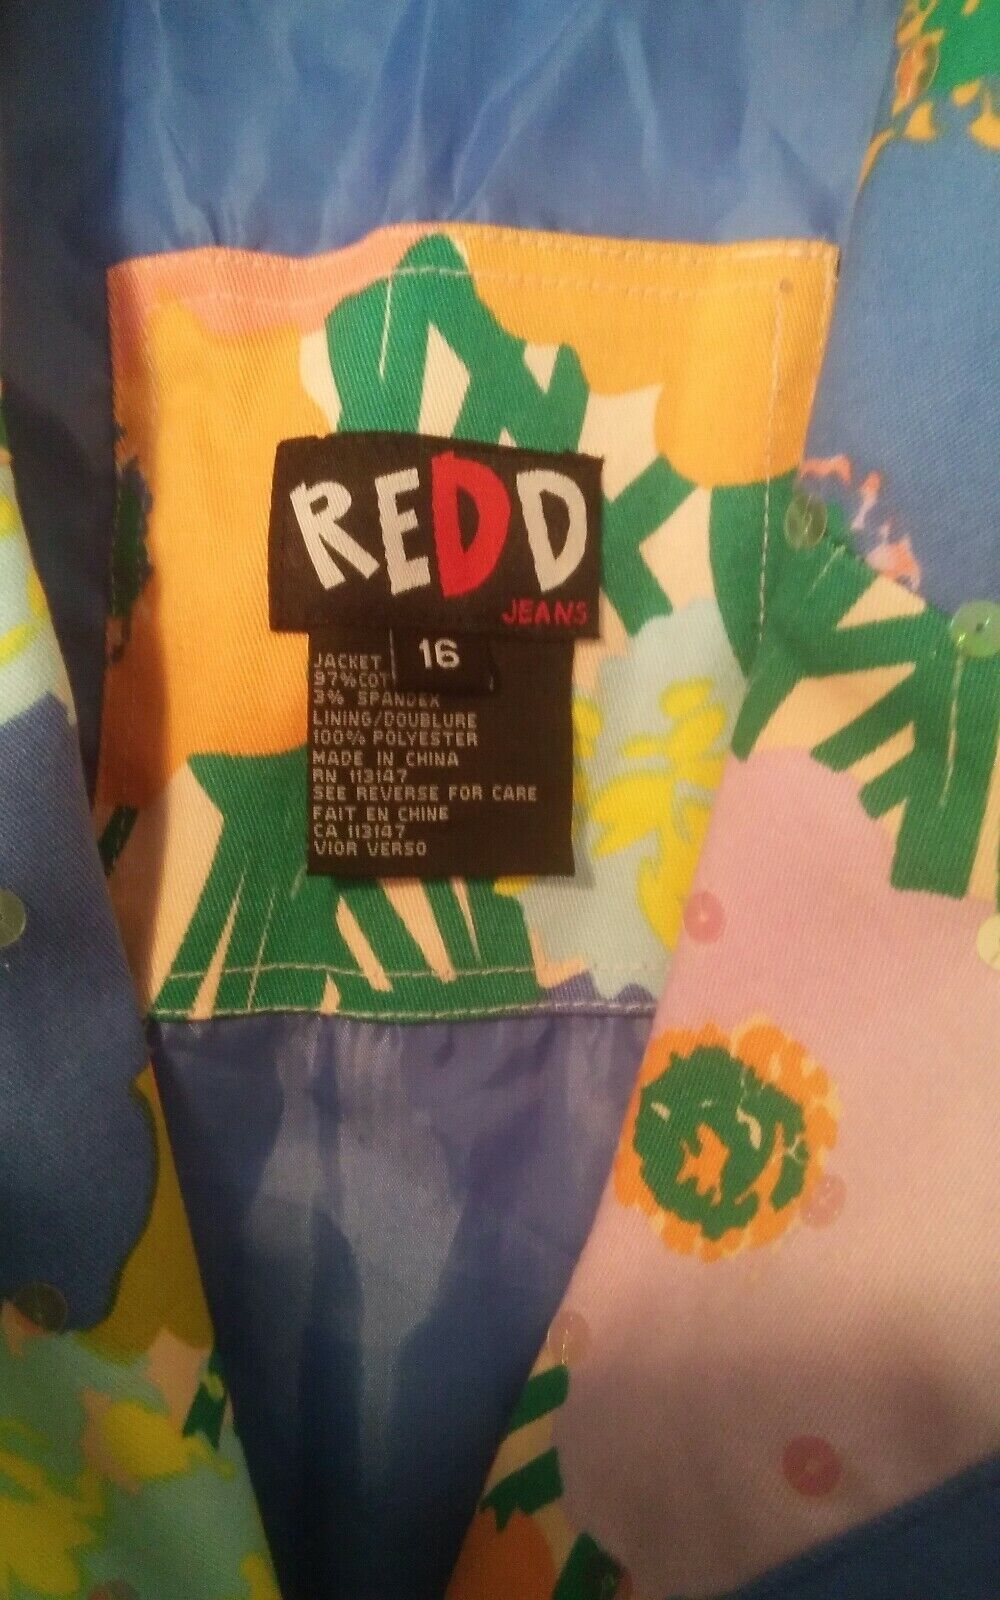 REDD
JEANS
16
JACKET
97% COT
3% SPANDEX
LINING/DOUBLURE
100% POLYESTER
MADE IN CHINA
RN 113147
SEE REVERSE FOR CARE
FAIT EN CHINE
CA 113147
VIOR VERSO